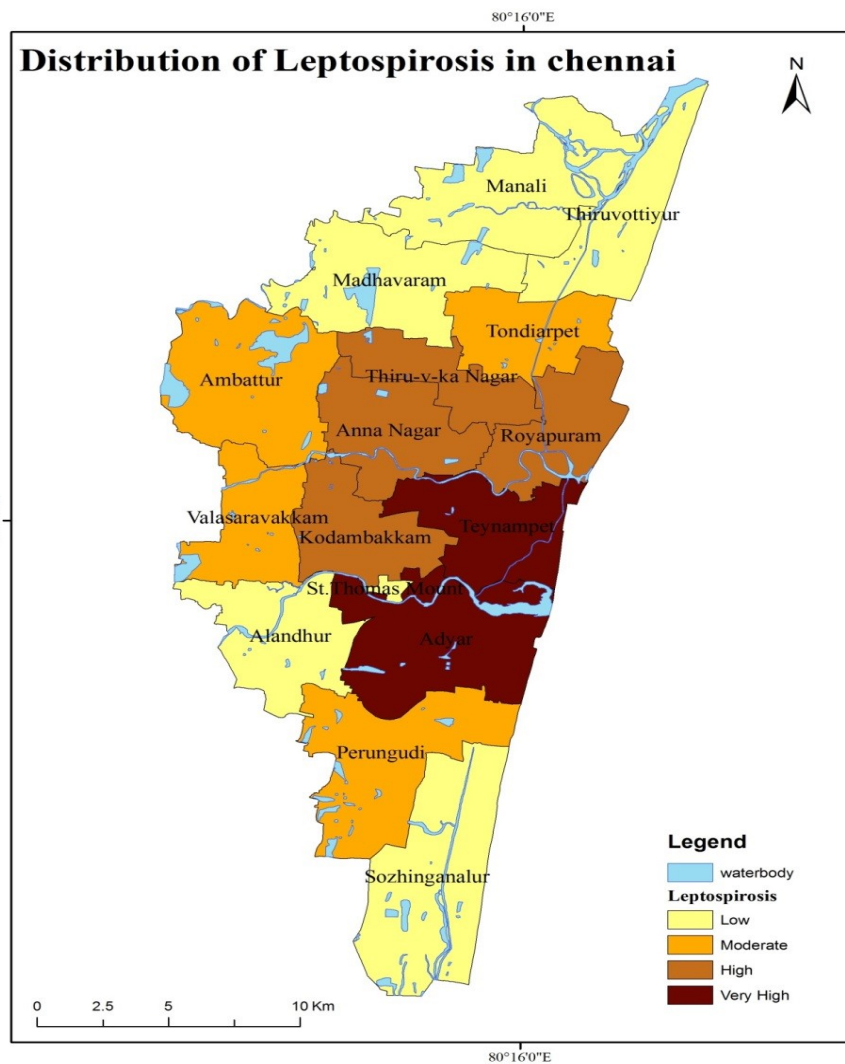 80°16'0"E
Distribution of Leptospirosis in chennai
N
Manali
Thiruvottiyur
Madhavaram
Tondiarpet
Ambattur
Thiru-v-ka Nagar
Anna Nagar
Royapuram
Valasaravakkam
Teynampet
Kodambakkam
St.Thomas Mount
Alandhur
Adyar
Perungudi
Sozhinganalur
Legend
waterbody
Leptospirosis
Low
Moderate
High
Very High
0 2.5 5 10 Km
80°16'0"E